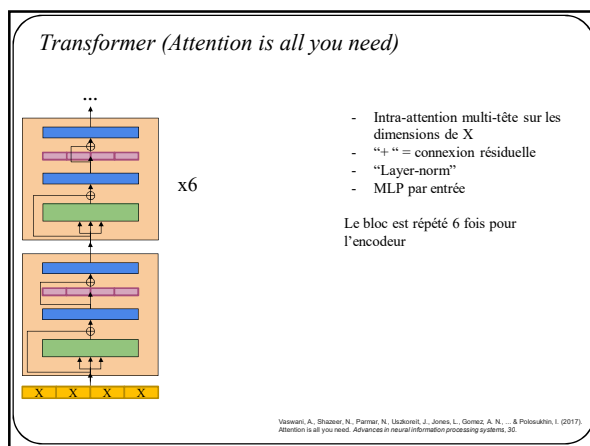 Transformer (Attention is all you need)
...
x6
- Intra-attention multi-tête sur les
dimensions de X
- “+ “ = connexion résiduelle
- “Layer-norm”
- MLP par entrée
Le bloc est répété 6 fois pour
l’encodeur
X X X X
Vaswani, A., Shazeer, N., Parmar, N., Uszkoreit, J., Jones, L., Gomez, A. N., ... & Polosukhin, I. (2017).
Attention is all you need. Advances in neural information processing systems, 30.